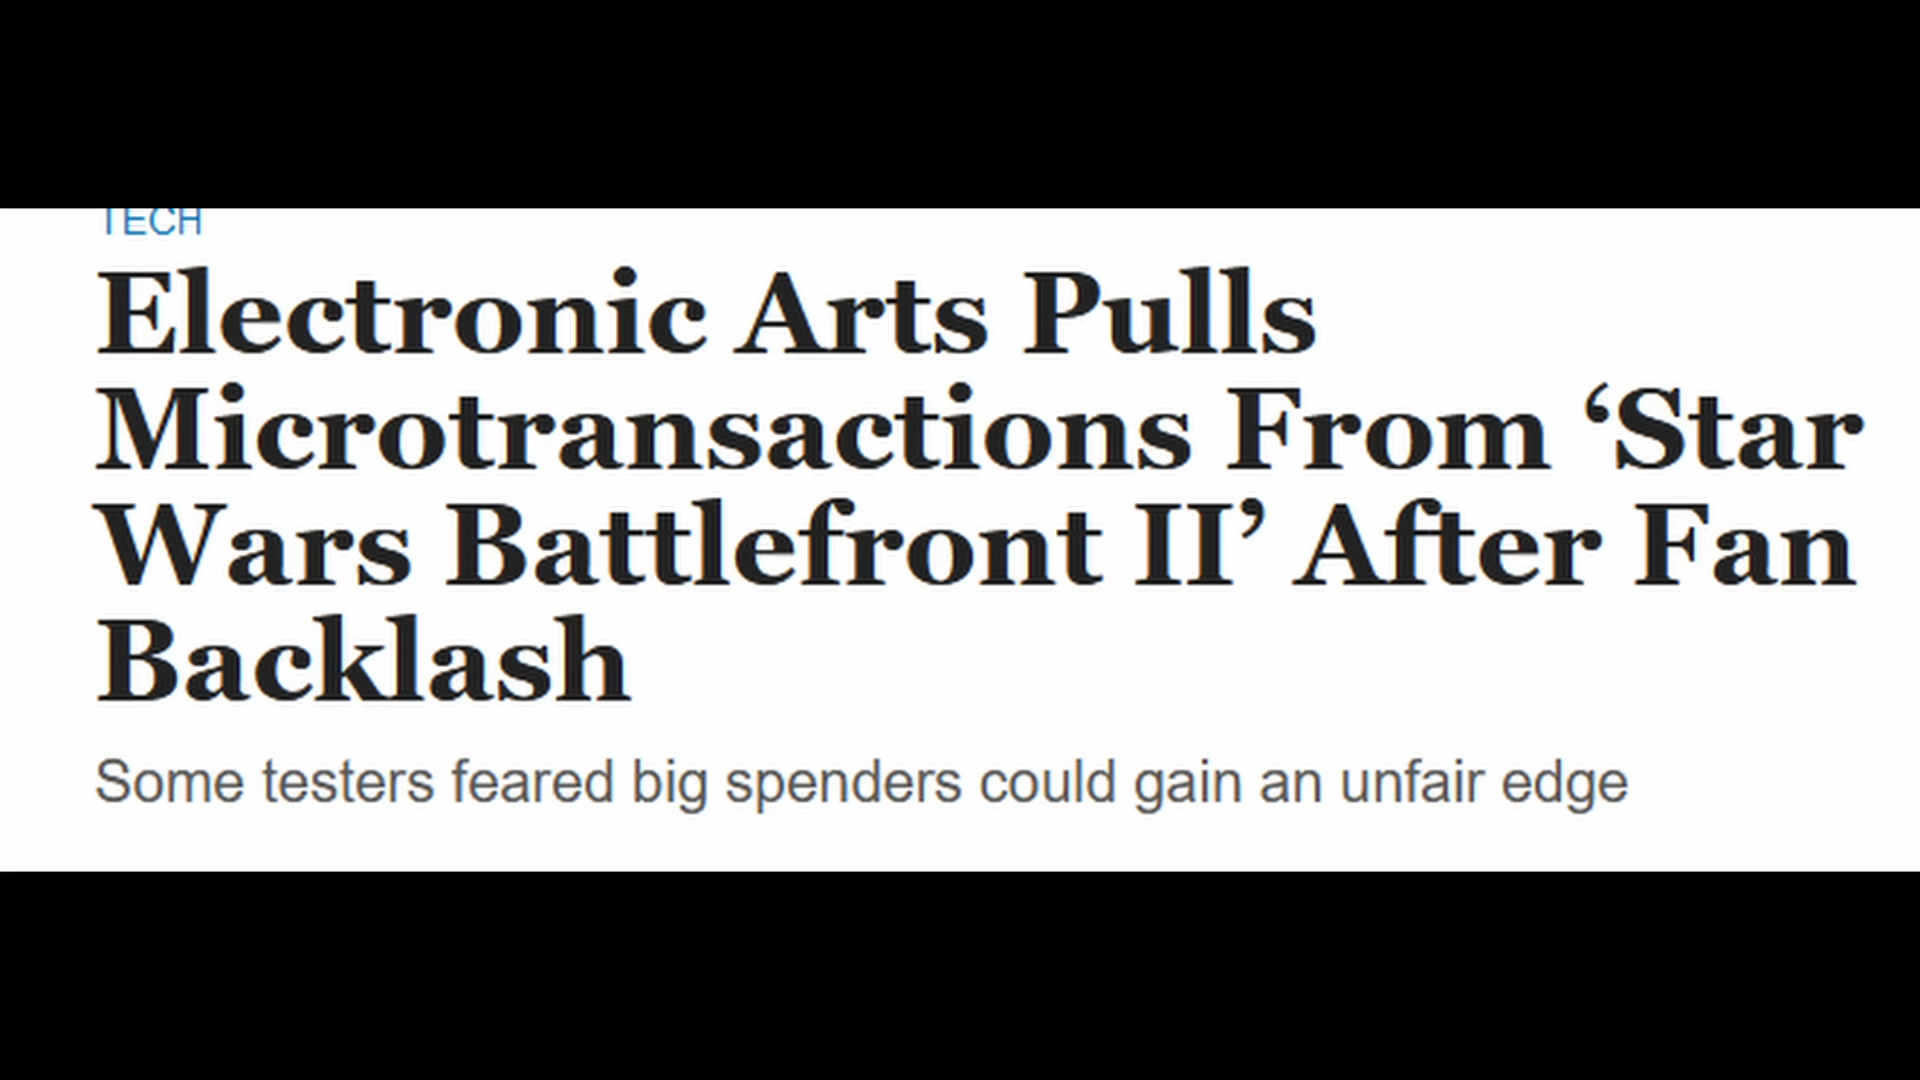 TECH
Electronic Arts Pulls
Microtransactions From ‘Star
Wars Battlefront II’ After Fan
Backlash
Some testers feared big spenders could gain an unfair edge